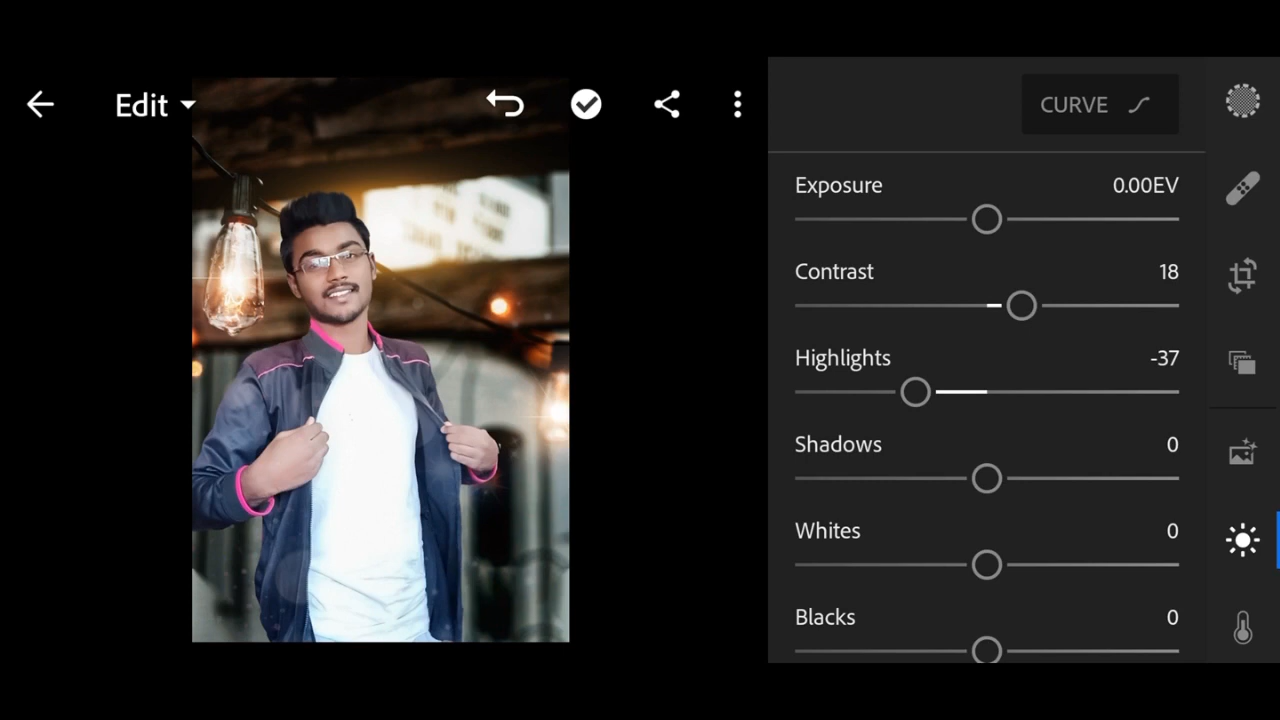 Edit
CURVE
Exposure 0.00EV
Contrast 18
Highlights -37
Shadows 0
Whites 0
Blacks 0